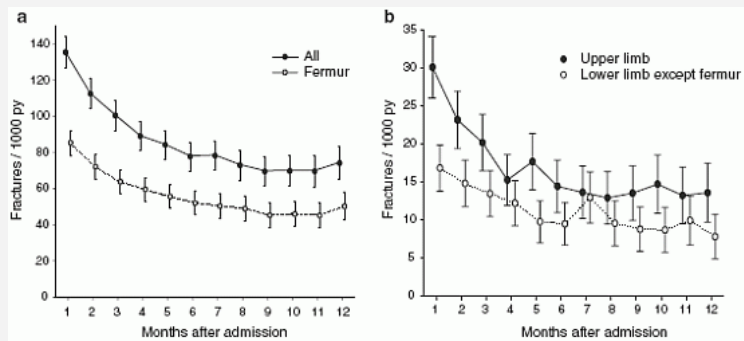 a
Fractures / 1000 py
140
120
100
80
60
40
20
0
All
Fermur
1 2 3 4 5 6 7 8 9 10 11 12
Months after admission
b
Fractures / 1000 py
35
30
25
20
15
10
5
0
Upper limb
Lower limb except fermur
1 2 3 4 5 6 7 8 9 10 11 12
Months after admission